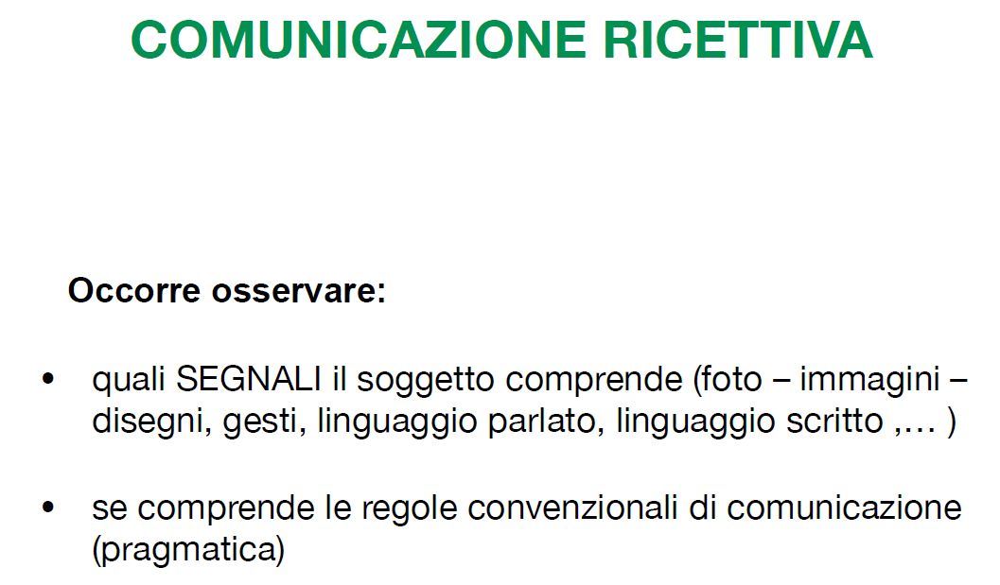 COMUNICAZIONE RICETTIVA
Occorre osservare:
• quali SEGNALI il soggetto comprende (foto – immagini –
disegni, gesti, linguaggio parlato, linguaggio scritto ,… )
• se comprende le regole convenzionali di comunicazione
(pragmatica)